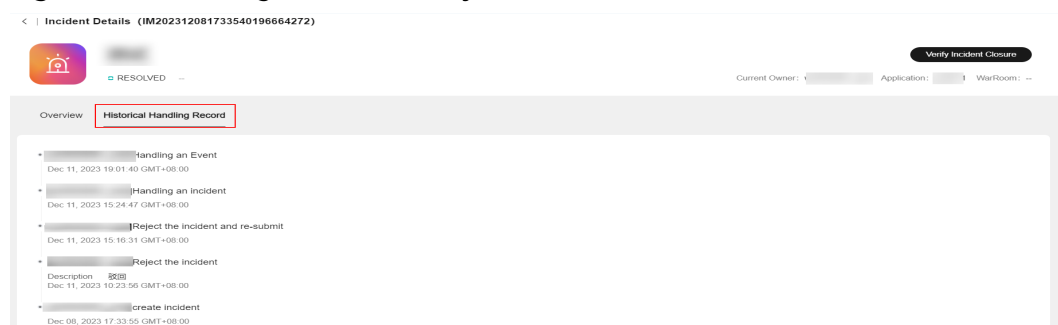 < | Incident Details (IM202312081733540196664272)
Verify Incident Closure
RESOLVED --
Current Owner: Application: WarRoom: --
Overview Historical Handling Record
Handling an Event
Dec 11, 2023 19:01:40 GMT+08:00
Handling an incident
Dec 11, 2023 15:24:47 GMT+08:00
Reject the incident and re-submit
Dec 11, 2023 15:16:31 GMT+08:00
Reject the incident
Description 驳回
Dec 11, 2023 10:23:56 GMT+08:00
create incident
Dec 08, 2023 17:33:55 GMT+08:00